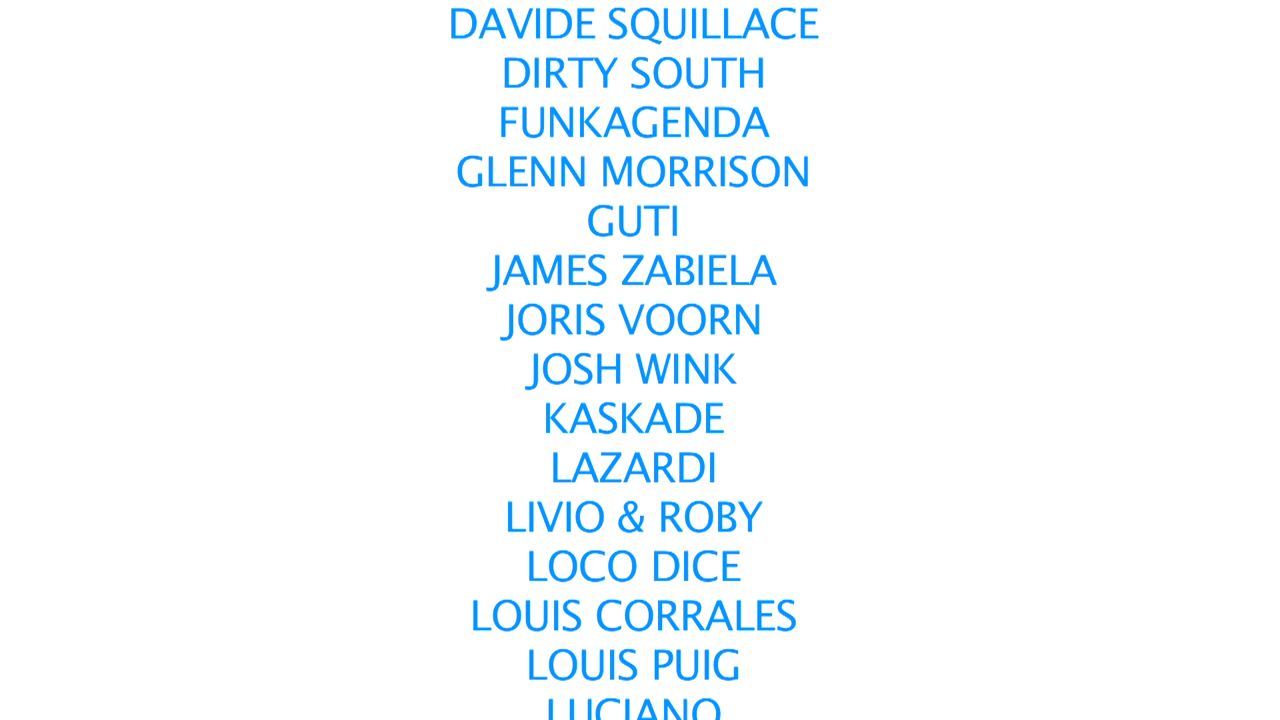 DAVIDE SQUILLACE
DIRTY SOUTH
FUNKAGENDA
GLENN MORRISON
GUTI
JAMES ZABIELA
JORIS VOORN
JOSH WINK
KASKADE
LAZARDI
LIVIO & ROBY
LOCO DICE
LOUIS CORRALES
LOUIS PUIG
LUCIANO